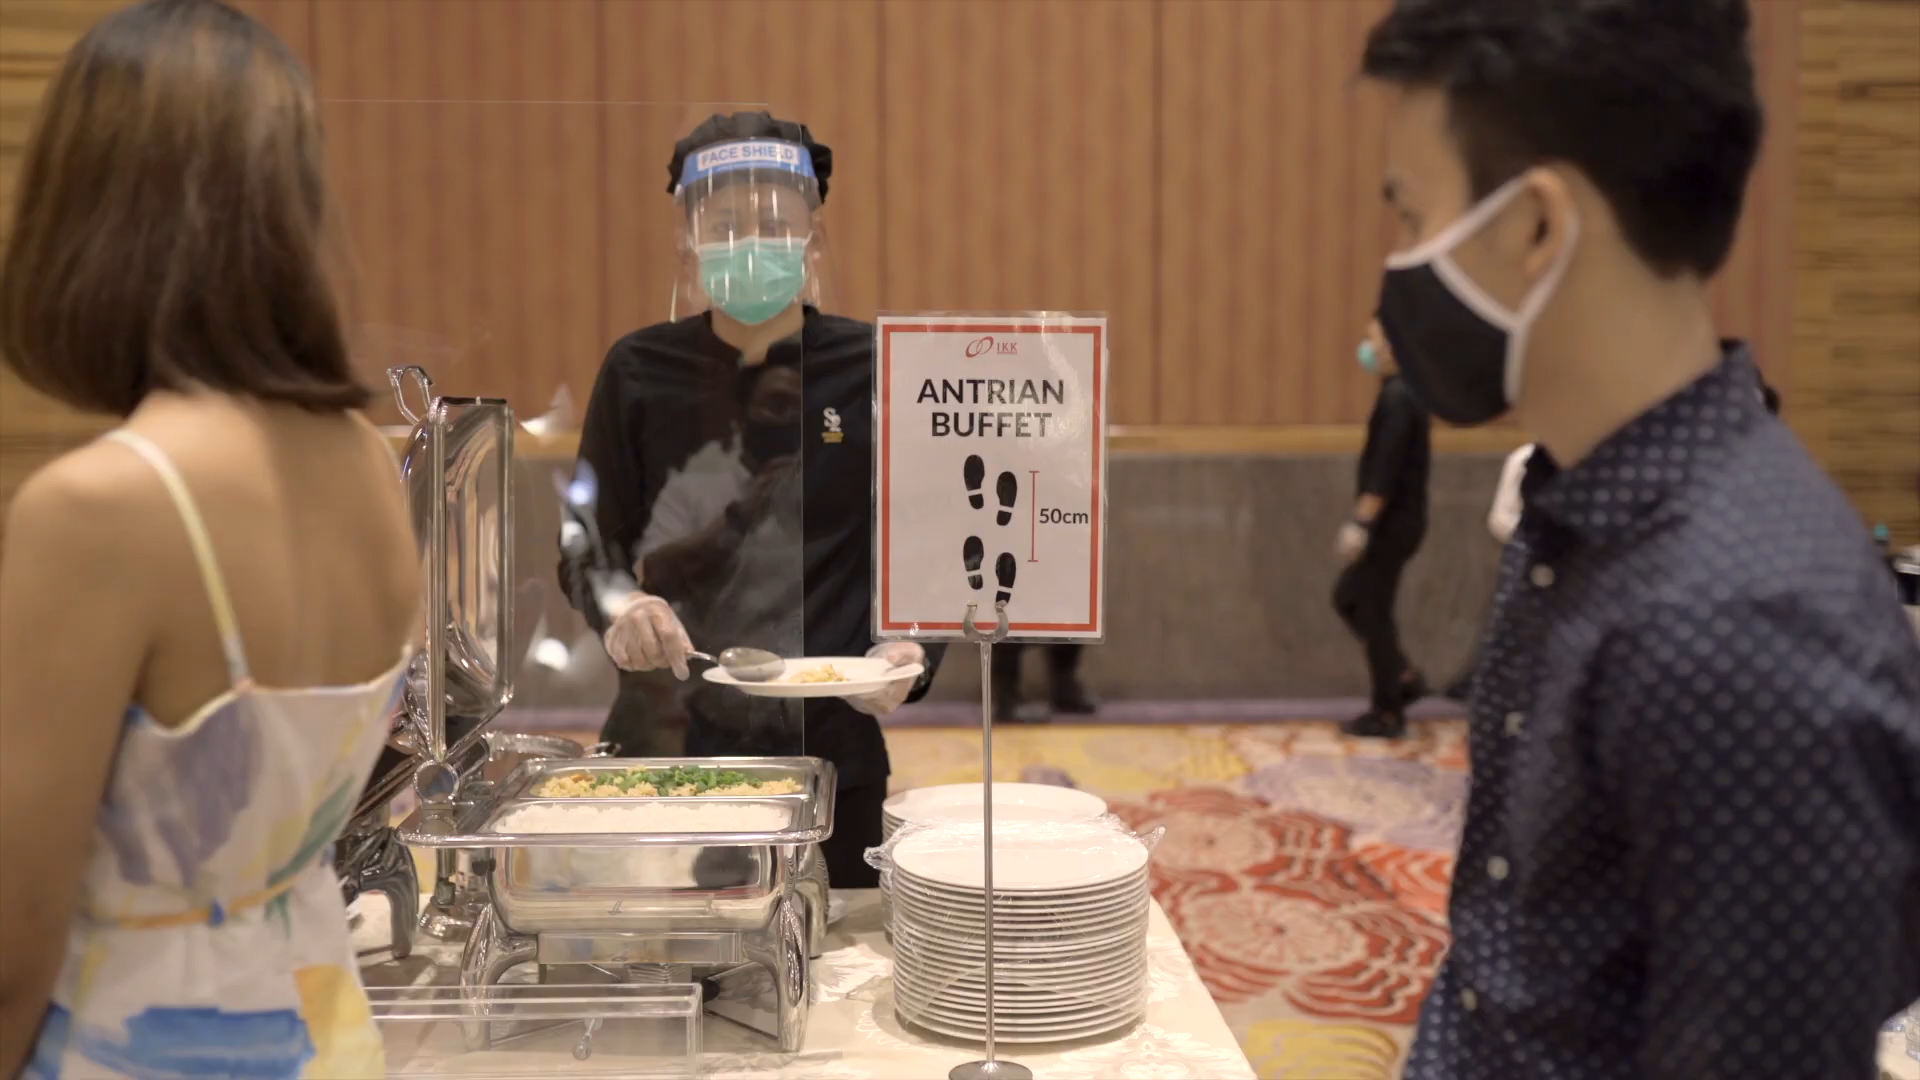 FACE SHIELD
IKK
ANTRIAN
BUFFET
50cm